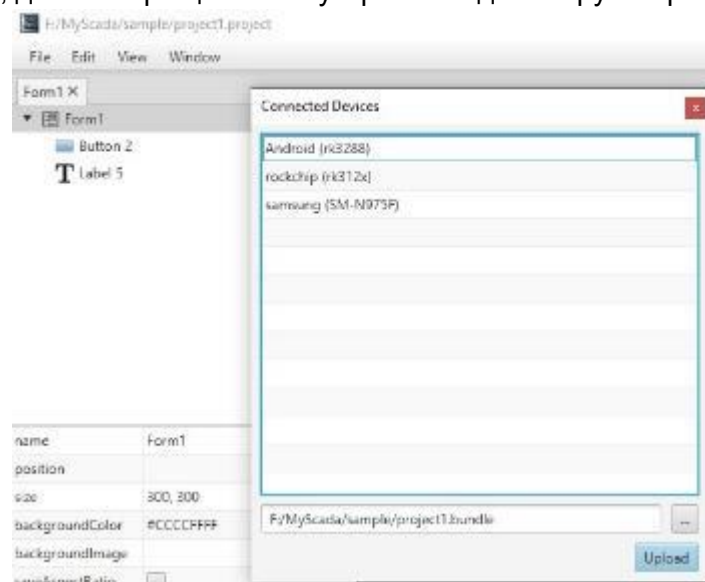 F:/MyScada/sample/project1.project
File Edit View Window
Form1 X
Form1
Button 2
Label 5
Connected Devices
x
Android (rk3288)
rockchip (rk312x)
samsung (SM-N975F)
name Form1
position
size 300, 300
backgroundColor #CCCCFFFF
backgroundImage
F:/MyScada/sample/project1.bundle
...
Upload